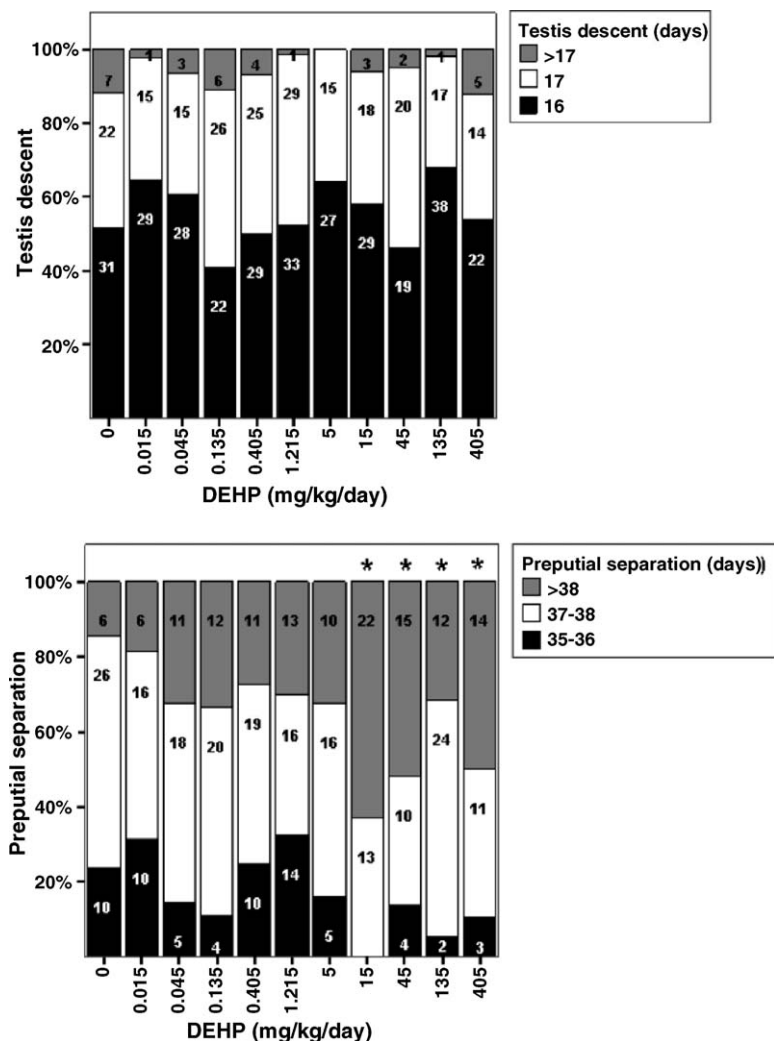 Testis descent (days)
>17
17
16
100%
80%
60%
40%
20%
Testis descent
7 1 3 6 4 1 3 2 1 5
22 15 15 26 25 29 15 18 20 17 14
31 29 28 22 29 33 27 29 19 38 22
0 0.015 0.045 0.135 0.405 1.215 5 15 45 135 405
DEHP (mg/kg/day)
Preputial separation (days))
>38
37-38
35-36
* * * *
100%
80%
60%
40%
20%
Preputial separation
6 6 11 12 11 13 10 22 15 12 14
26 16 18 20 19 16 16 13 10 24 11
10 10 5 4 10 14 5 4 2 3
0 0.015 0.045 0.135 0.405 1.215 5 15 45 135 405
DEHP (mg/kg/day)